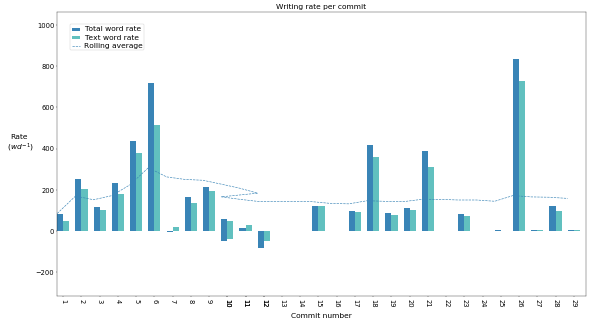 Writing rate per commit
1000
800
600
400
200
0
−200
Rate
(wd⁻¹)
Total word rate
Text word rate
Rolling average
1 2 3 4 5 6 7 8 9 10 11 12 13 14 15 16 17 18 19 20 21 22 23 24 25 26 27 28 29
Commit number